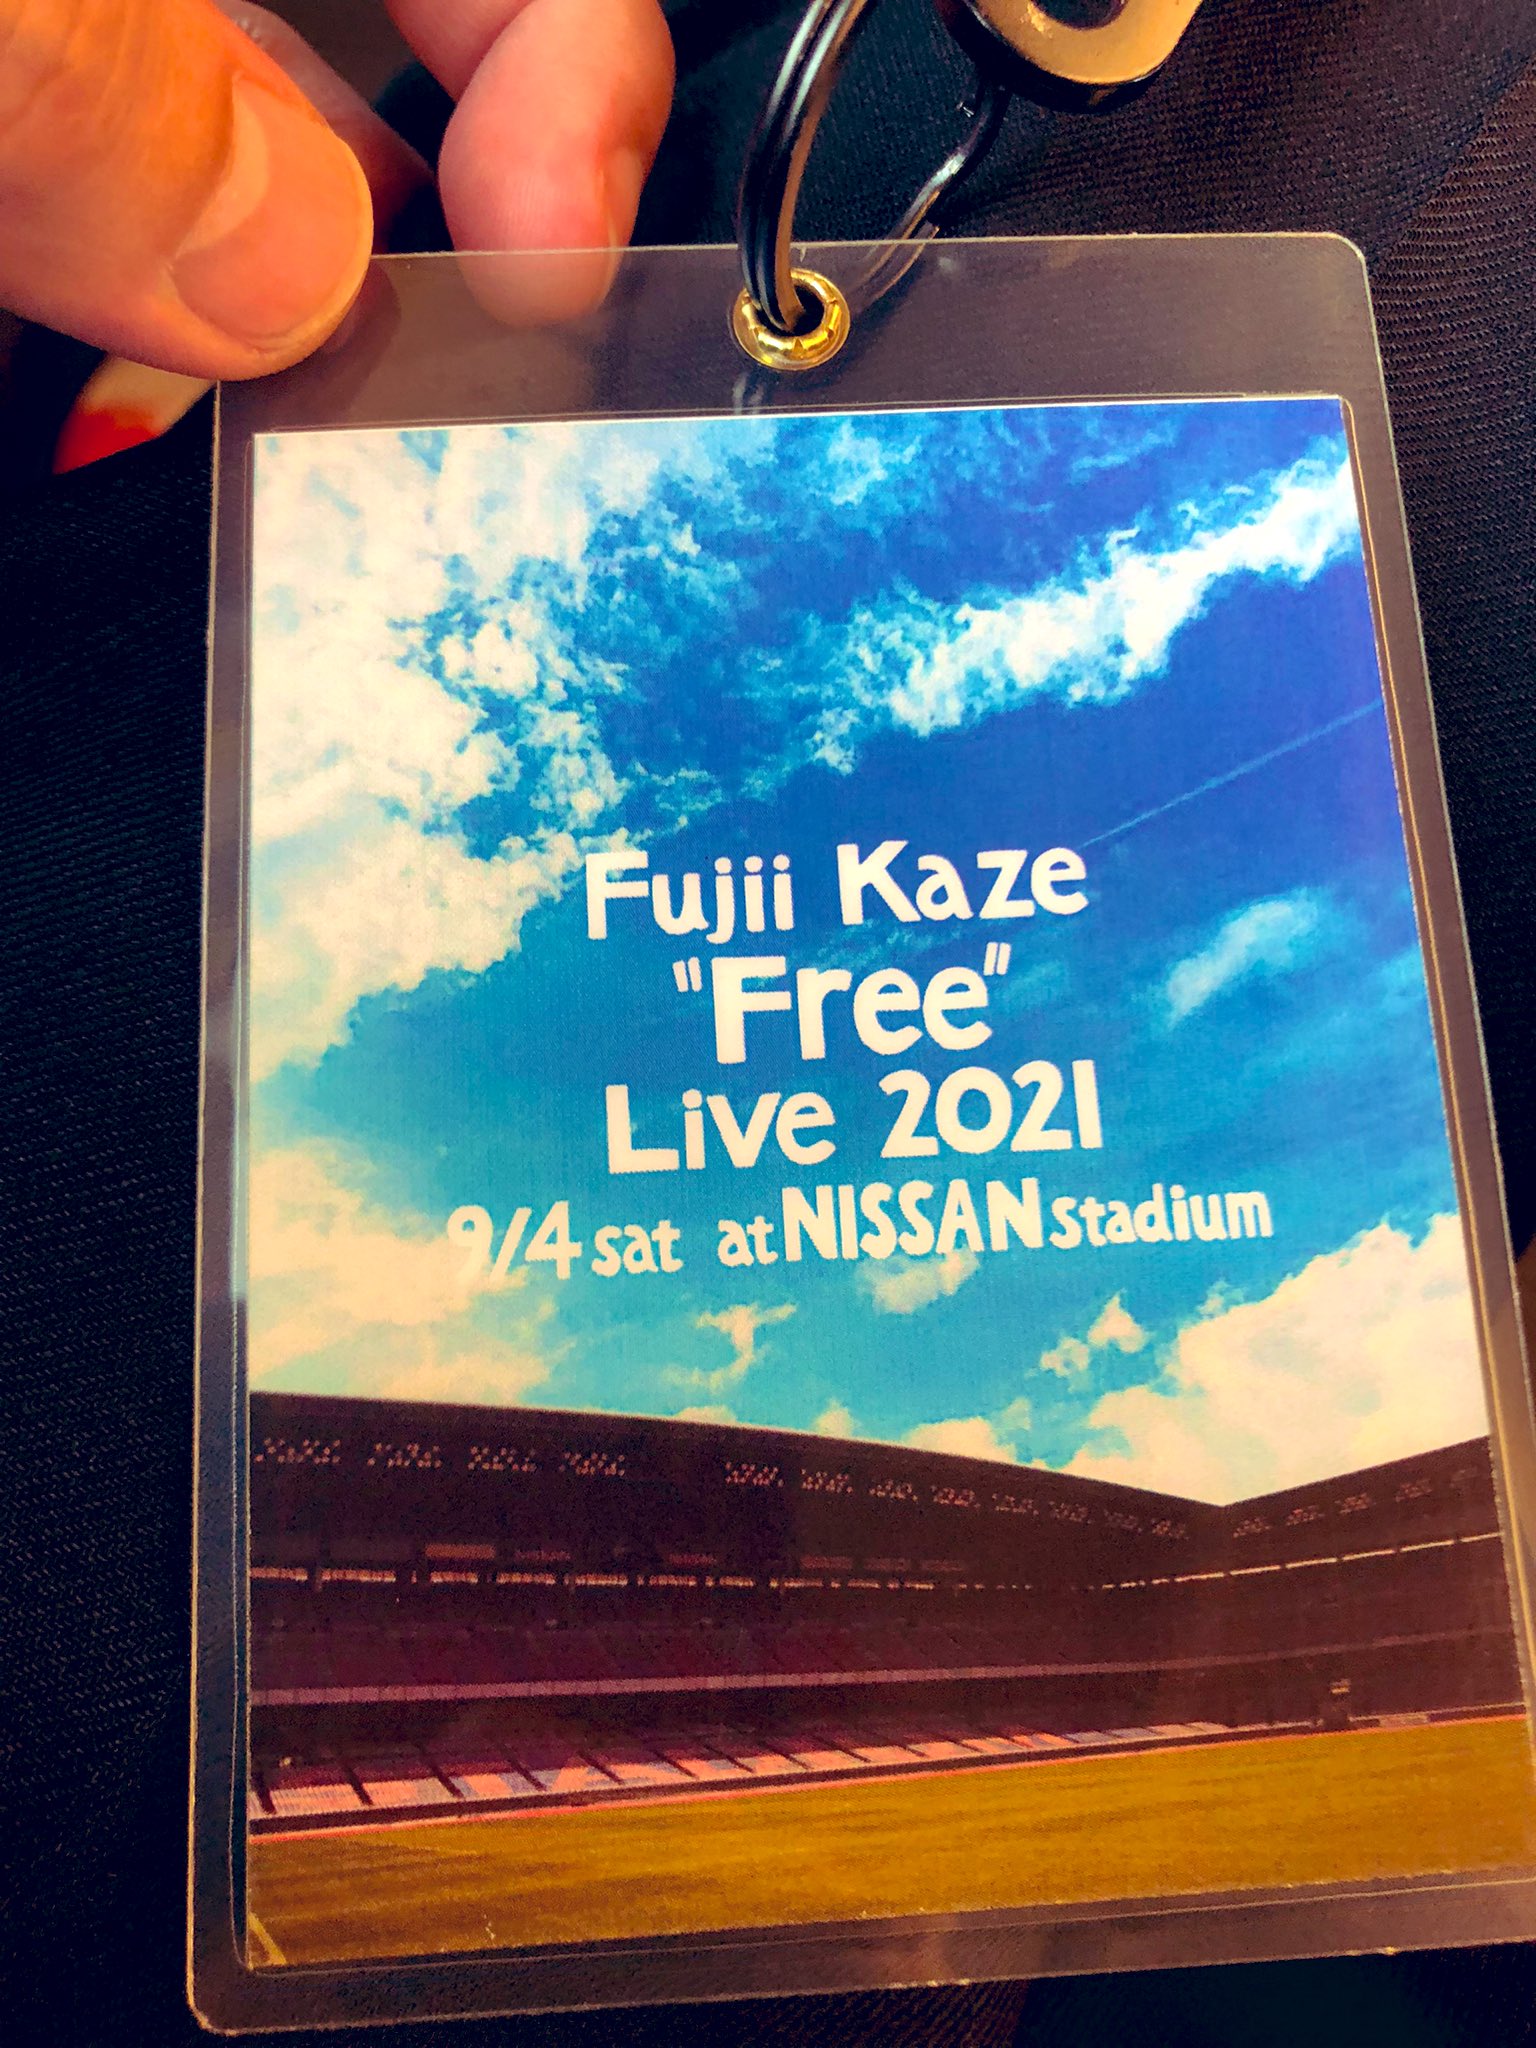 Fujii Kaze
"Free"
Live 2021
9/4 sat at NISSAN stadium